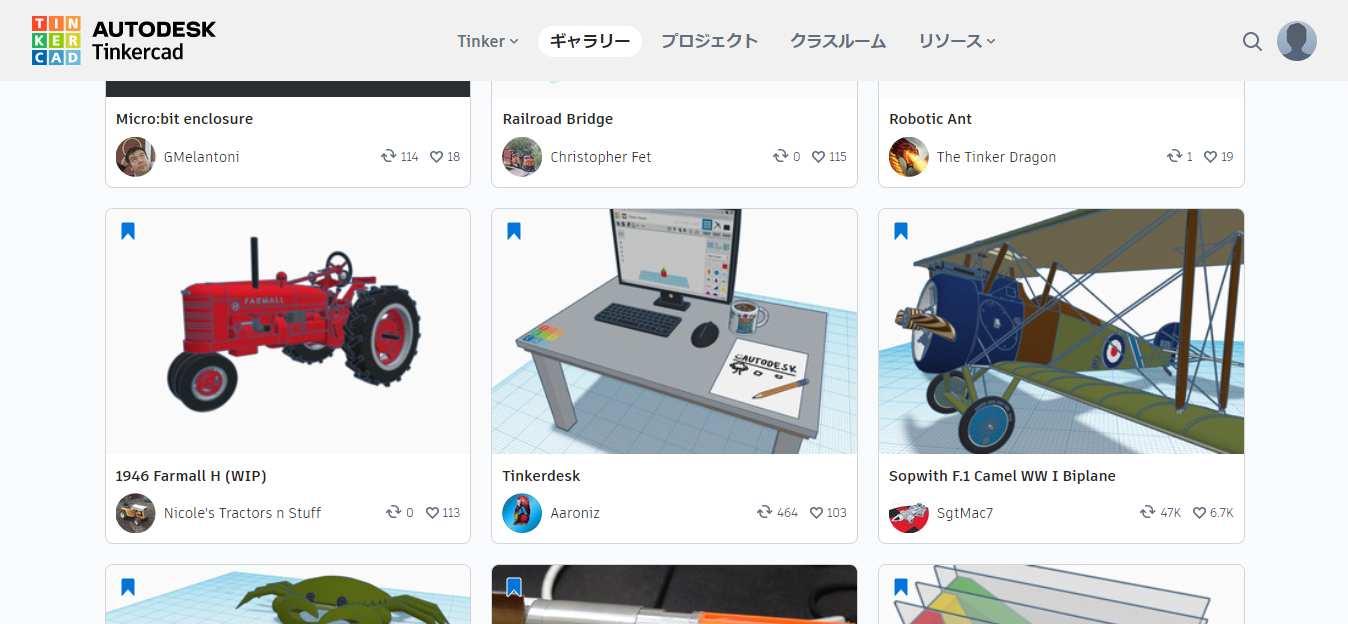 TIN
KER
CAD
AUTODESK
Tinkercad
Tinker
ギャラリー
プロジェクト
クラスルーム
リソース
Micro:bit enclosure
GMelantoni
114
18
Railroad Bridge
Christopher Fet
0
115
Robotic Ant
The Tinker Dragon
1
19
FARMALL
AUTODESK
1946 Farmall H (WIP)
Nicole's Tractors n Stuff
0
113
Tinkerdesk
Aaroniz
464
103
Sopwith F.1 Camel WW I Biplane
SgtMac7
47K
6.7K